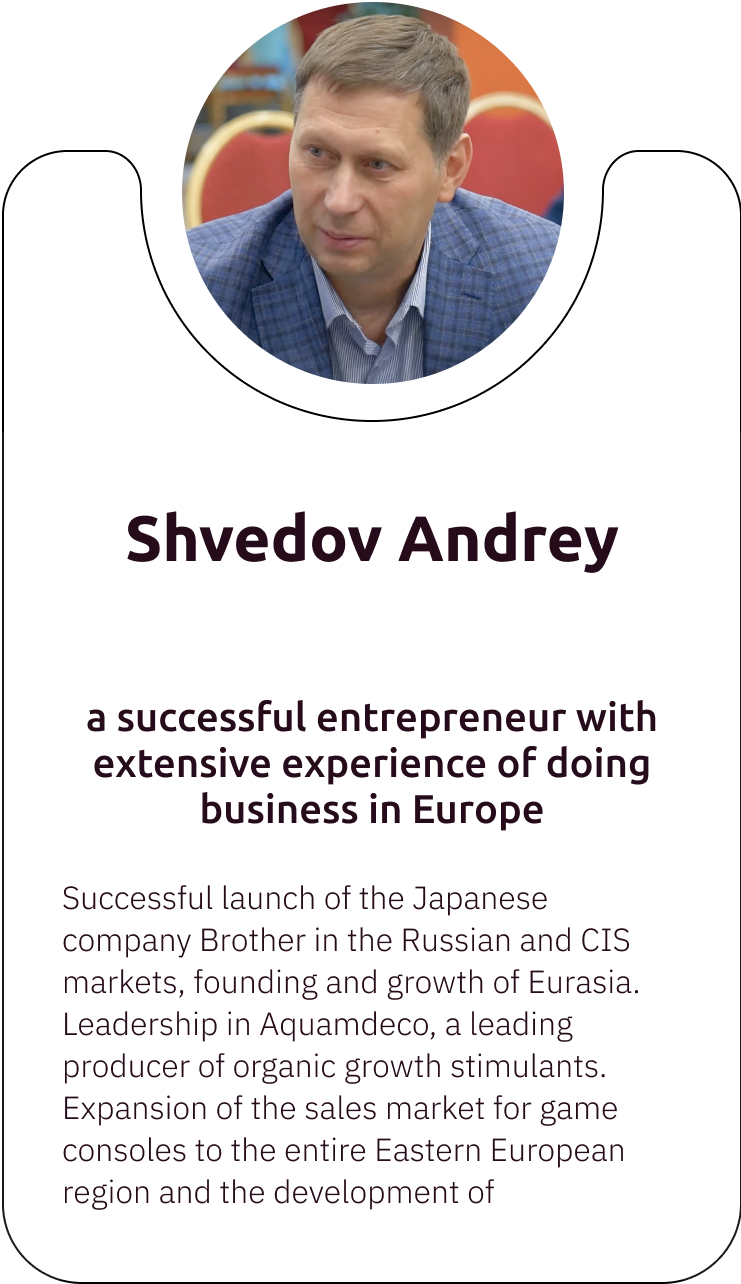 Shvedov Andrey
a successful entrepreneur with
extensive experience of doing
business in Europe
Successful launch of the Japanese
company Brother in the Russian and CIS
markets, founding and growth of Eurasia.
Leadership in Aquamdeco, a leading
producer of organic growth stimulants.
Expansion of the sales market for game
consoles to the entire Eastern European
region and the development of